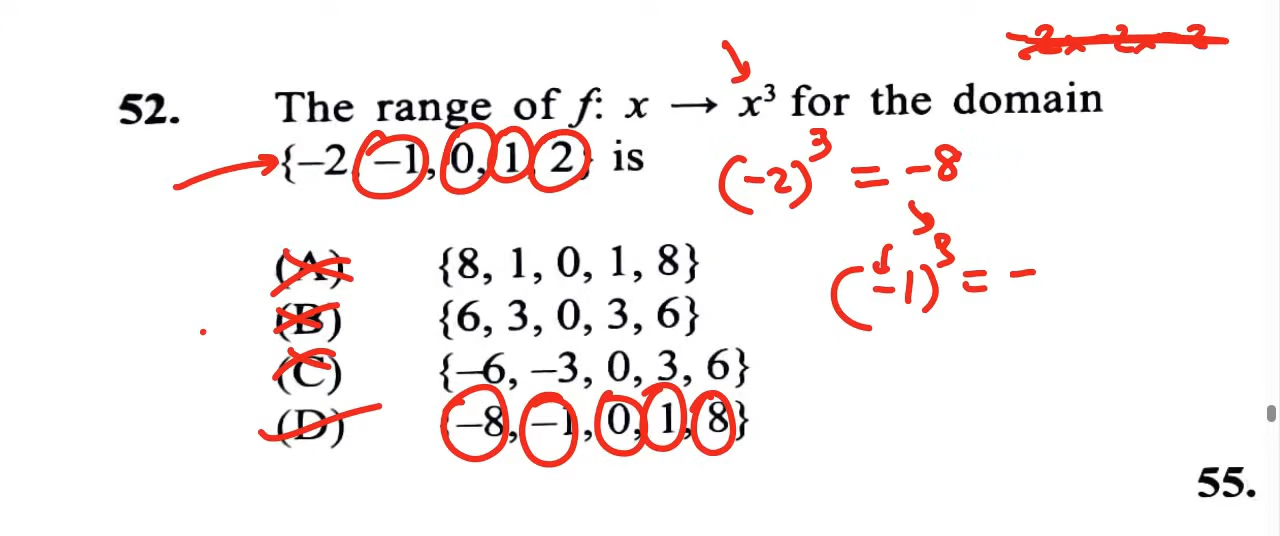 52. The range of f: x → x³ for the domain
{−2, −1, 0, 1, 2} is
(-2)³ = -8
(-1)³ = -
(A) {8, 1, 0, 1, 8}
(B) {6, 3, 0, 3, 6}
(C) {−6, −3, 0, 3, 6}
(D) {−8, −1, 0, 1, 8}
55.